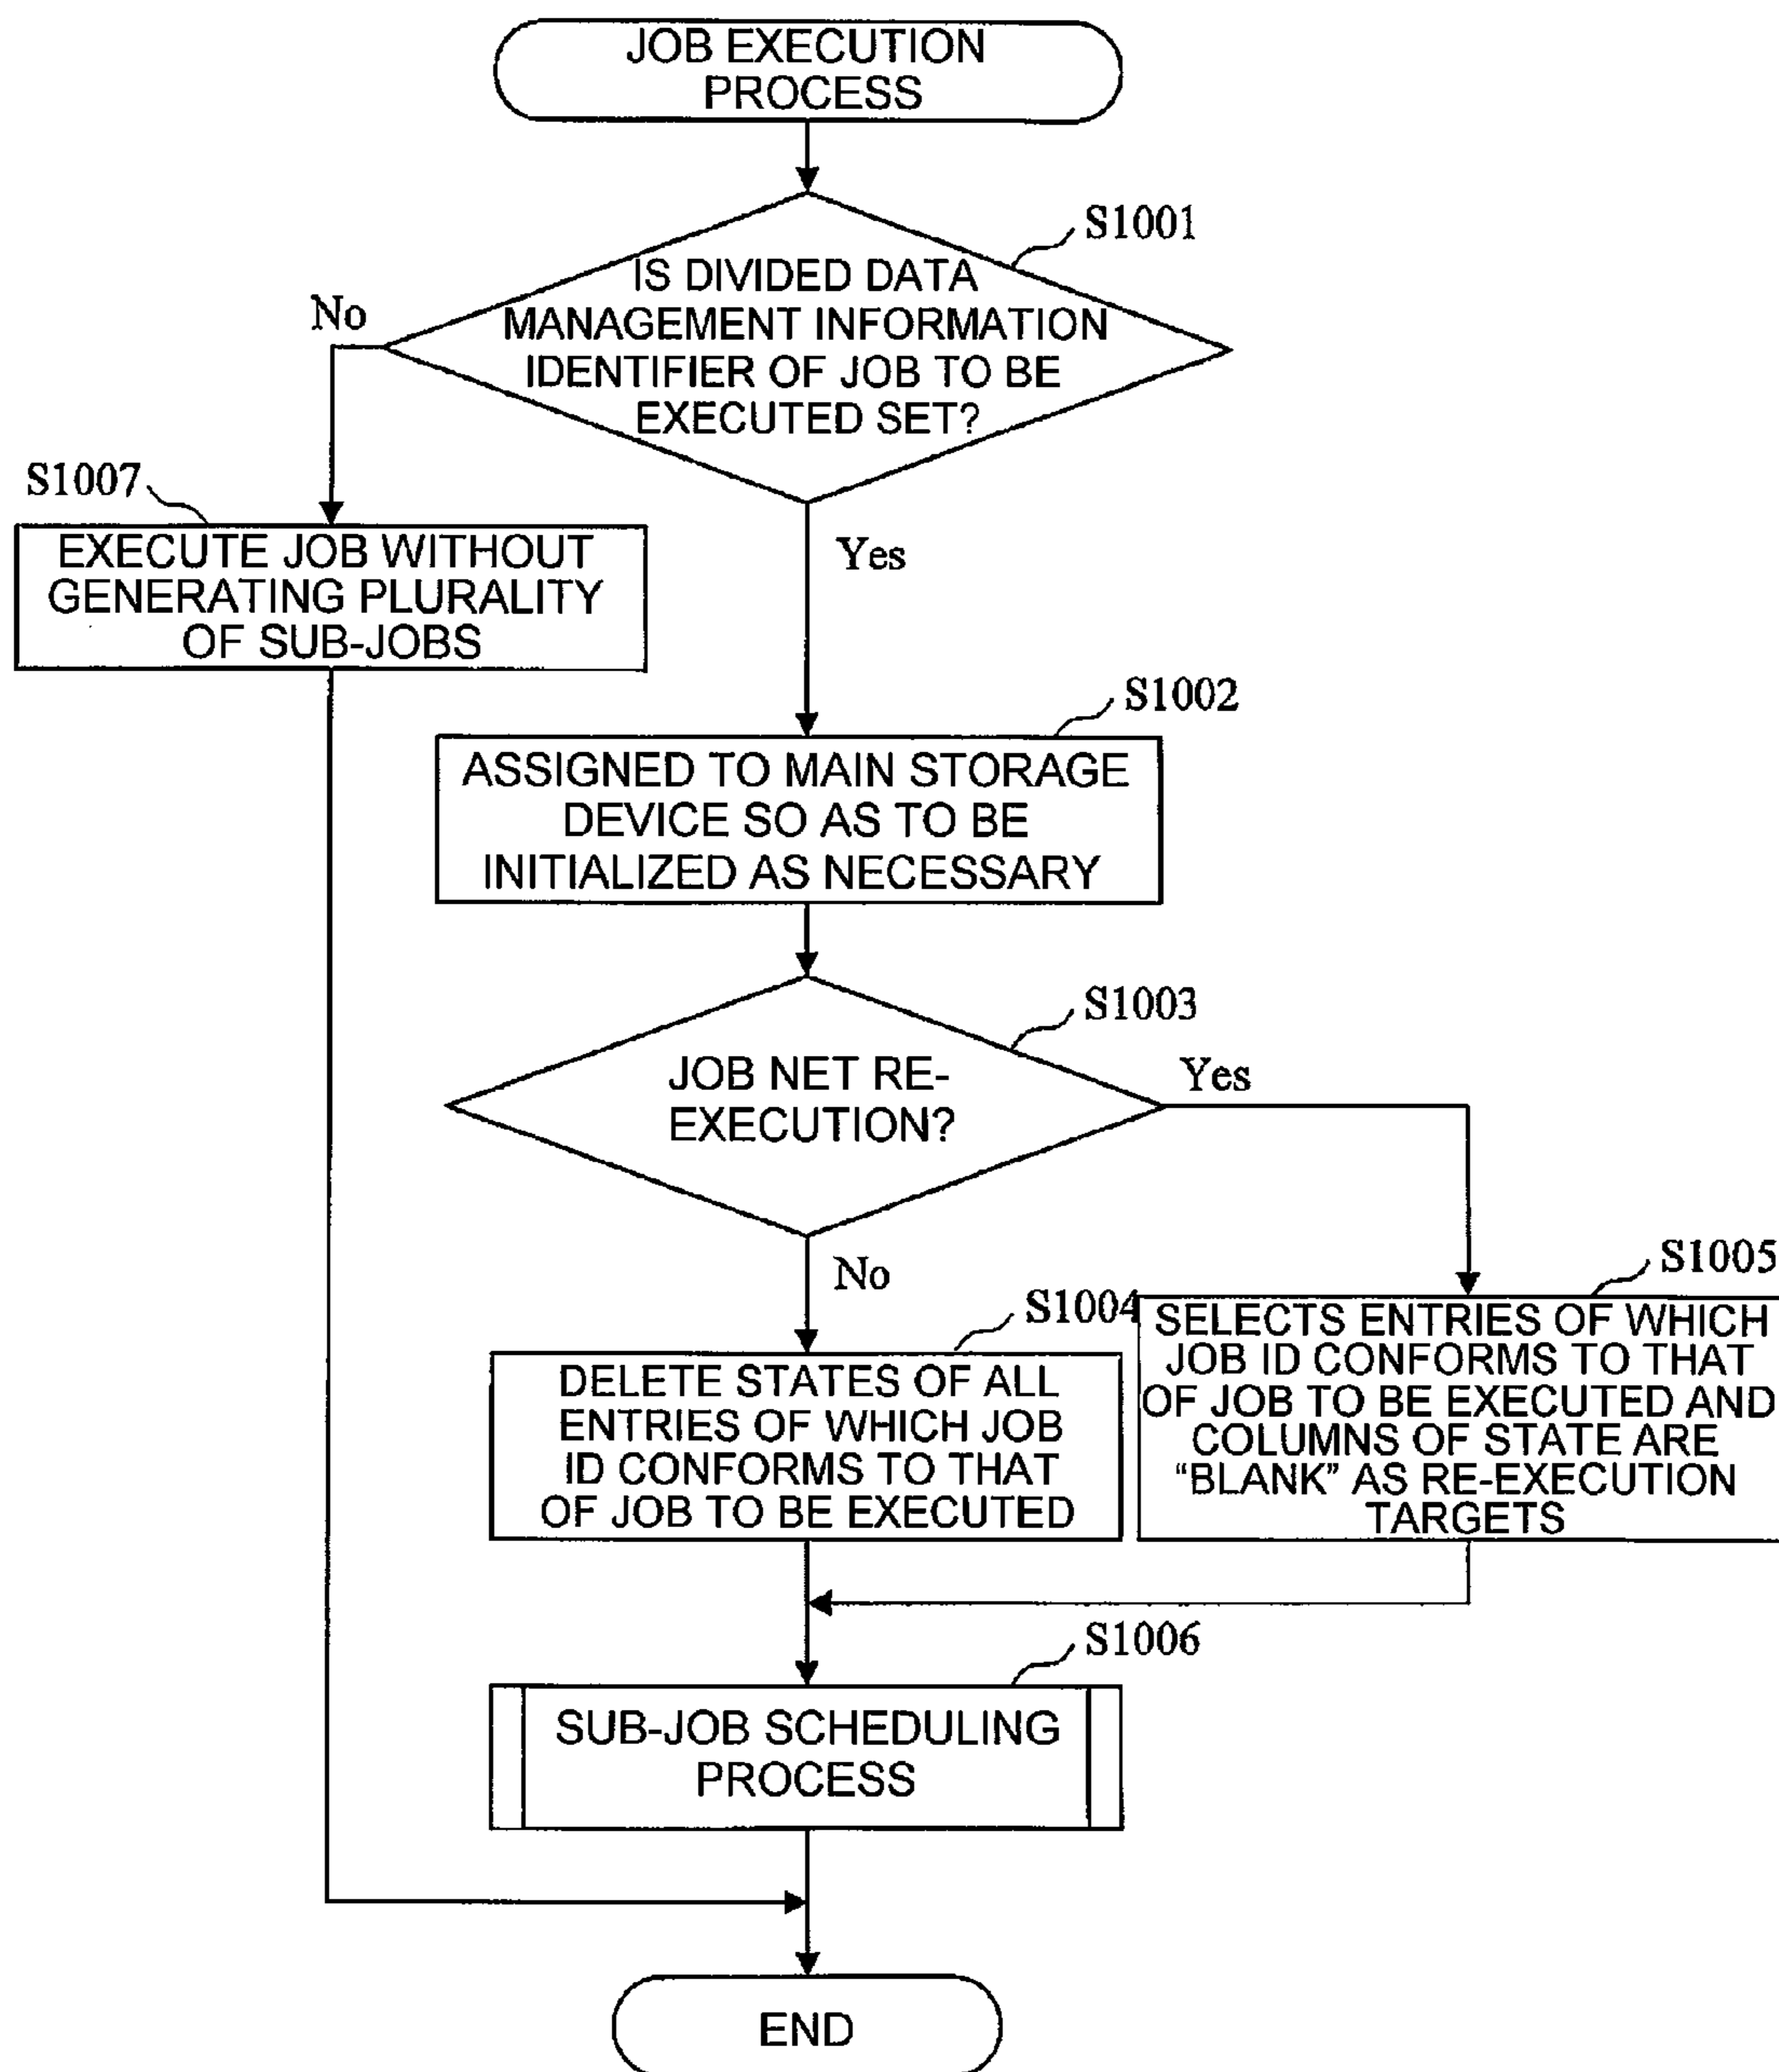 JOB EXECUTION
PROCESS
S1001
IS DIVIDED DATA
MANAGEMENT INFORMATION
IDENTIFIER OF JOB TO BE
EXECUTED SET?
No
Yes
S1007
EXECUTE JOB WITHOUT
GENERATING PLURALITY
OF SUB-JOBS
S1002
ASSIGNED TO MAIN STORAGE
DEVICE SO AS TO BE
INITIALIZED AS NECESSARY
S1003
JOB NET RE-
EXECUTION?
Yes
No
S1004
DELETE STATES OF ALL
ENTRIES OF WHICH JOB
ID CONFORMS TO THAT
OF JOB TO BE EXECUTED
S1005
SELECTS ENTRIES OF WHICH
JOB ID CONFORMS TO THAT
OF JOB TO BE EXECUTED AND
COLUMNS OF STATE ARE
“BLANK” AS RE-EXECUTION
TARGETS
S1006
SUB-JOB SCHEDULING
PROCESS
END